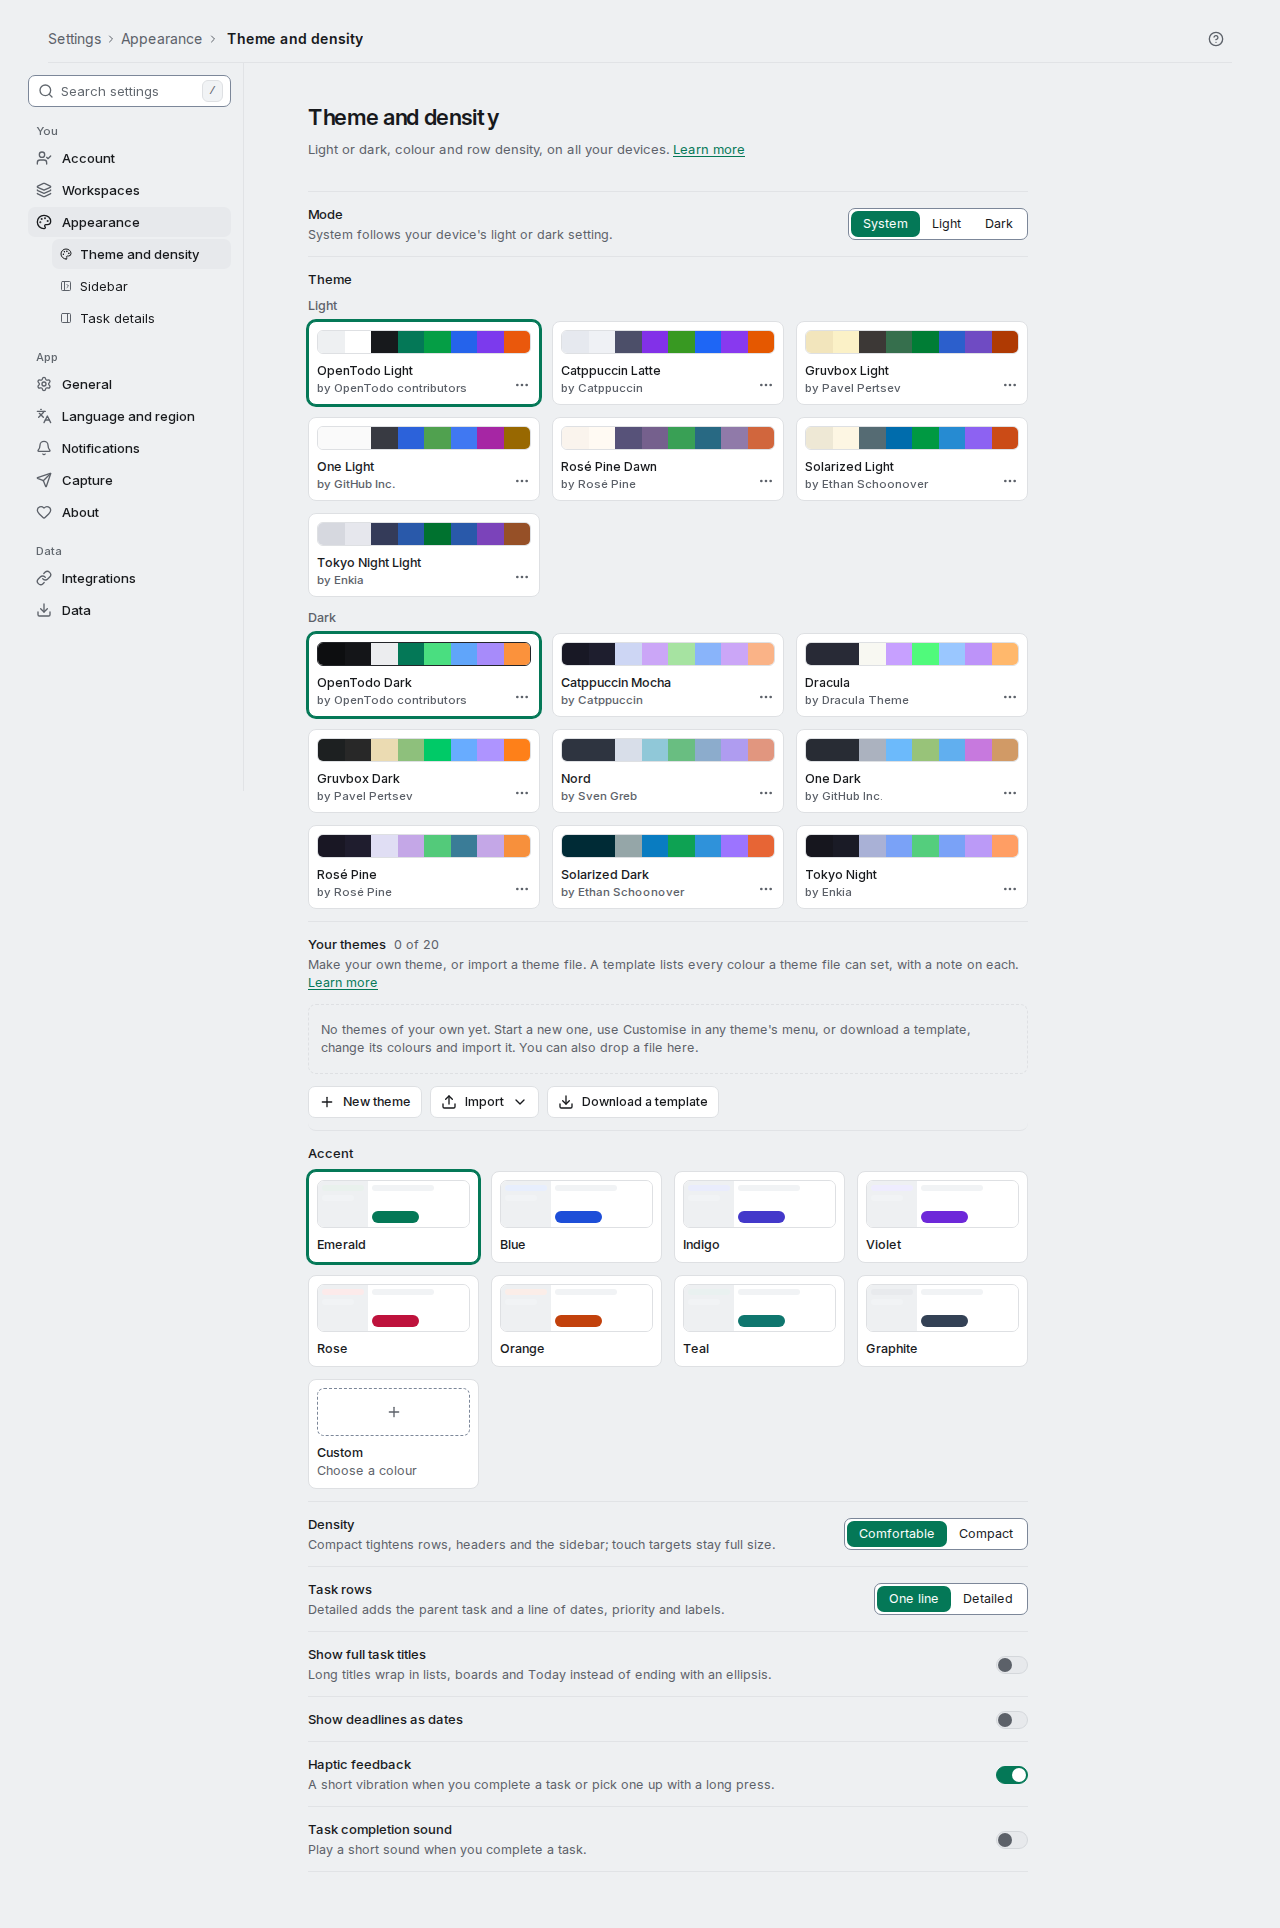 Settings > Appearance > Theme and density
Search settings /
You
Account
Workspaces
Appearance
Theme and density
Sidebar
Task details
App
General
Language and region
Notifications
Capture
About
Data
Integrations
Data
Theme and density
Light or dark, colour and row density, on all your devices. Learn more
Mode
System follows your device's light or dark setting.
System Light Dark
Theme
Light
OpenTodo Light
by OpenTodo contributors
Catppuccin Latte
by Catppuccin
Gruvbox Light
by Pavel Pertsev
One Light
by GitHub Inc.
Rosé Pine Dawn
by Rosé Pine
Solarized Light
by Ethan Schoonover
Tokyo Night Light
by Enkia
Dark
OpenTodo Dark
by OpenTodo contributors
Catppuccin Mocha
by Catppuccin
Dracula
by Dracula Theme
Gruvbox Dark
by Pavel Pertsev
Nord
by Sven Greb
One Dark
by GitHub Inc.
Rosé Pine
by Rosé Pine
Solarized Dark
by Ethan Schoonover
Tokyo Night
by Enkia
Your themes 0 of 20
Make your own theme, or import a theme file. A template lists every colour a theme file can set, with a note on each.
Learn more
No themes of your own yet. Start a new one, use Customise in any theme's menu, or download a template,
change its colours and import it. You can also drop a file here.
New theme
Import
Download a template
Accent
Emerald
Blue
Indigo
Violet
Rose
Orange
Teal
Graphite
Custom
Choose a colour
Density
Compact tightens rows, headers and the sidebar; touch targets stay full size.
Comfortable Compact
Task rows
Detailed adds the parent task and a line of dates, priority and labels.
One line Detailed
Show full task titles
Long titles wrap in lists, boards and Today instead of ending with an ellipsis.
Show deadlines as dates
Haptic feedback
A short vibration when you complete a task or pick one up with a long press.
Task completion sound
Play a short sound when you complete a task.